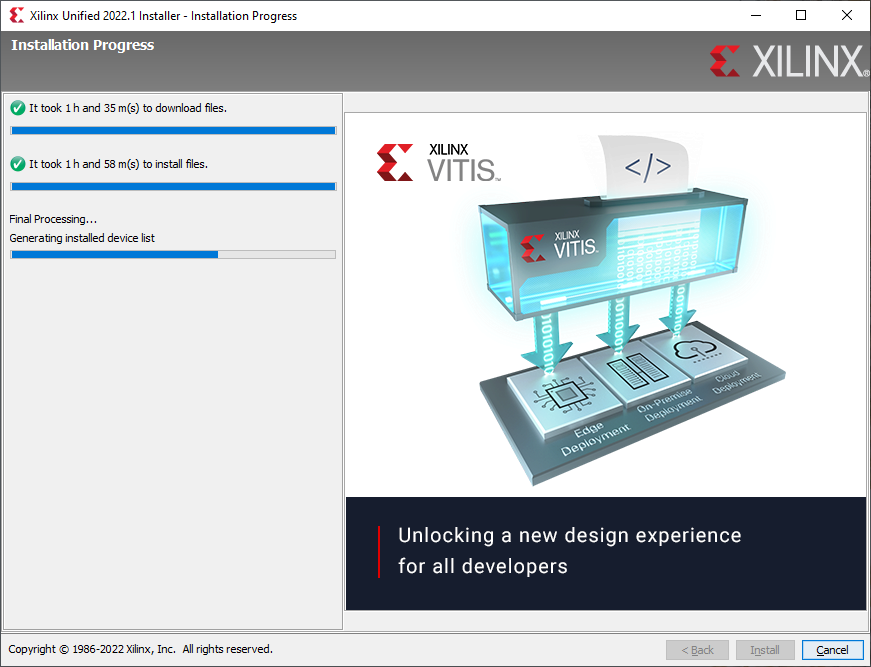 Xilinx Unified 2022.1 Installer - Installation Progress
Installation Progress
XILINX®
It took 1 h and 35 m(s) to download files.
It took 1 h and 58 m(s) to install files.
Final Processing...
Generating installed device list
XILINX
VITIS™
</>
XILINX
VITIS™
Edge
Deployment
On-Premise
Deployment
Cloud
Deployment
Unlocking a new design experience
for all developers
Copyright © 1986-2022 Xilinx, Inc. All rights reserved.
< Back
Install
Cancel